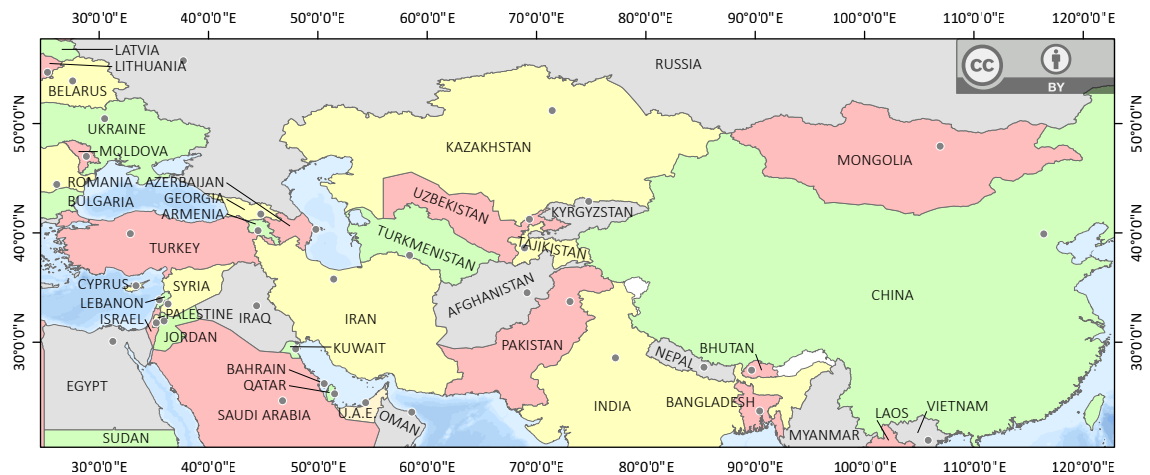 30°0'0"E 40°0'0"E 50°0'0"E 60°0'0"E 70°0'0"E 80°0'0"E 90°0'0"E 100°0'0"E 110°0'0"E 120°0'0"E
LATVIA
LITHUANIA
RUSSIA
CC
BY
BELARUS
50°0'0"N
50°0'0"N
UKRAINE
MOLDOVA
KAZAKHSTAN
MONGOLIA
ROMANIA
AZERBAIJAN
GEORGIA
BULGARIA
ARMENIA
UZBEKISTAN
KYRGYZSTAN
40°0'0"N
40°0'0"N
TURKEY
TURKMENISTAN
TAJIKISTAN
CYPRUS
SYRIA
LEBANON
AFGHANISTAN
CHINA
ISRAEL
PALESTINE
IRAQ
IRAN
JORDAN
30°0'0"N
30°0'0"N
KUWAIT
PAKISTAN
NEPAL
BHUTAN
BAHRAIN
QATAR
EGYPT
SAUDI ARABIA
U.A.E.
OMAN
INDIA
BANGLADESH
LAOS
VIETNAM
SUDAN
MYANMAR
30°0'0"E 40°0'0"E 50°0'0"E 60°0'0"E 70°0'0"E 80°0'0"E 90°0'0"E 100°0'0"E 110°0'0"E 120°0'0"E